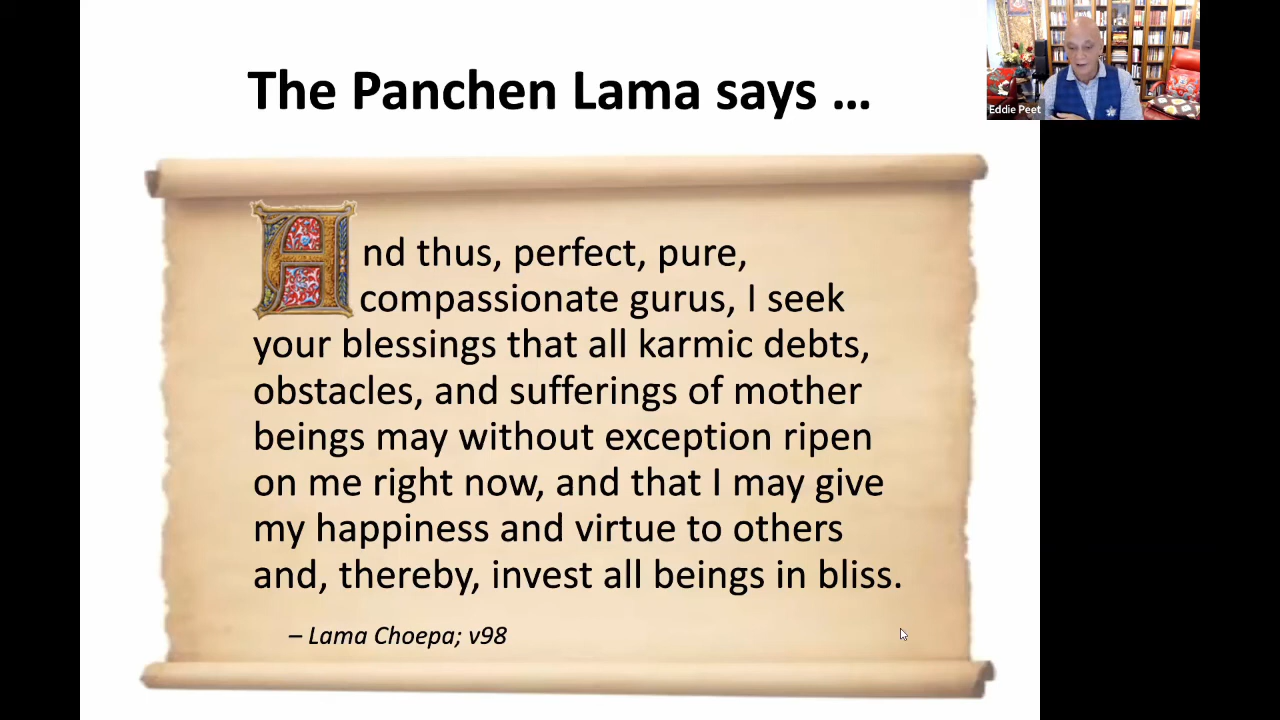 The Panchen Lama says ...
And thus, perfect, pure,
compassionate gurus, I seek
your blessings that all karmic debts,
obstacles, and sufferings of mother
beings may without exception ripen
on me right now, and that I may give
my happiness and virtue to others
and, thereby, invest all beings in bliss.
– Lama Choepa; v98
Eddie Peet